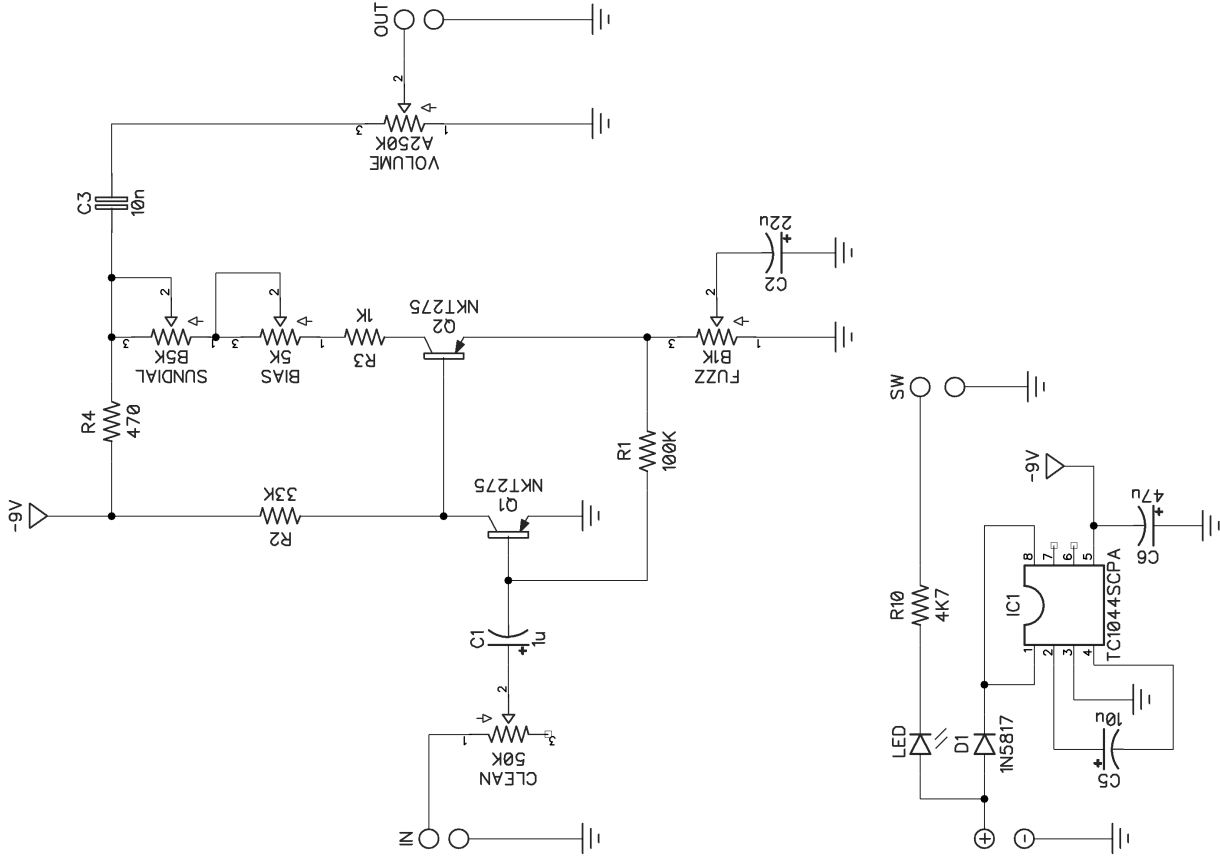 OUT
2
3
1
A250K
VOLUME
C3
10n
2
3
1
B5K
SUNDIAL
2
3
1
5K
BIAS
1K
R3
NKT275
Q2
22u
+
C2
2
3
1
B1K
FUZZ
R4
470
-9V
33K
R2
NKT275
Q1
R1
100K
C1
1u
+
2
1
3
50K
CLEAN
IN
SW
-9V
47u
+
C6
R10
4K7
IC1
8
7
6
5
1
2
3
4
TC1044SCPA
LED
D1
1N5817
10u
+
C5
+
-